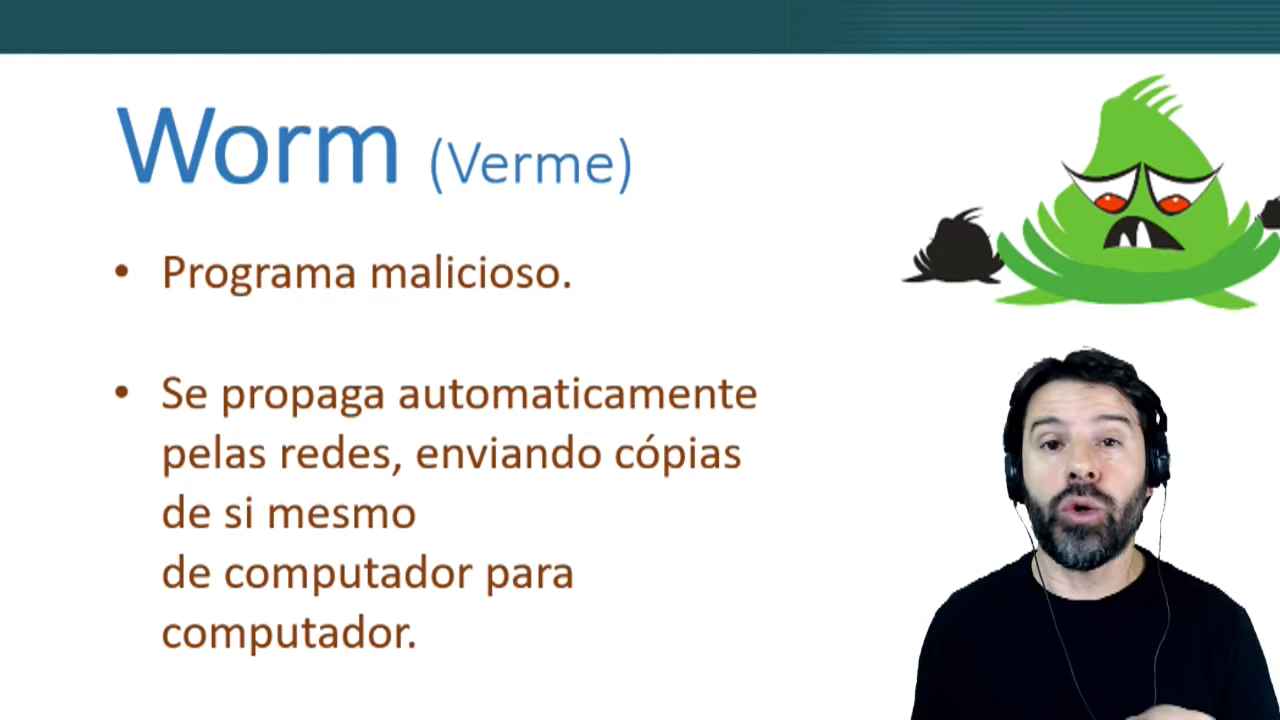 Worm (Verme)
• Programa malicioso.
• Se propaga automaticamente
pelas redes, enviando cópias
de si mesmo
de computador para
computador.